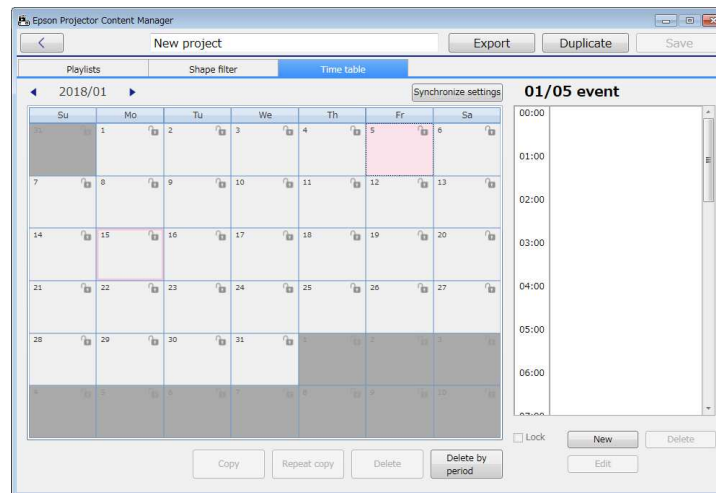 Epson Projector Content Manager
New project
Export
Duplicate
Save
Playlists
Shape filter
Time table
2018/01
Synchronize settings
01/05 event
Su Mo Tu We Th Fr Sa
31 1 2 3 4 5 6
7 8 9 10 11 12 13
14 15 16 17 18 19 20
21 22 23 24 25 26 27
28 29 30 31 1 2 3
4 5 6 7 8 9 10
00:00
01:00
02:00
03:00
04:00
05:00
06:00
07:00
Lock
New
Delete
Edit
Copy
Repeat copy
Delete
Delete by
period